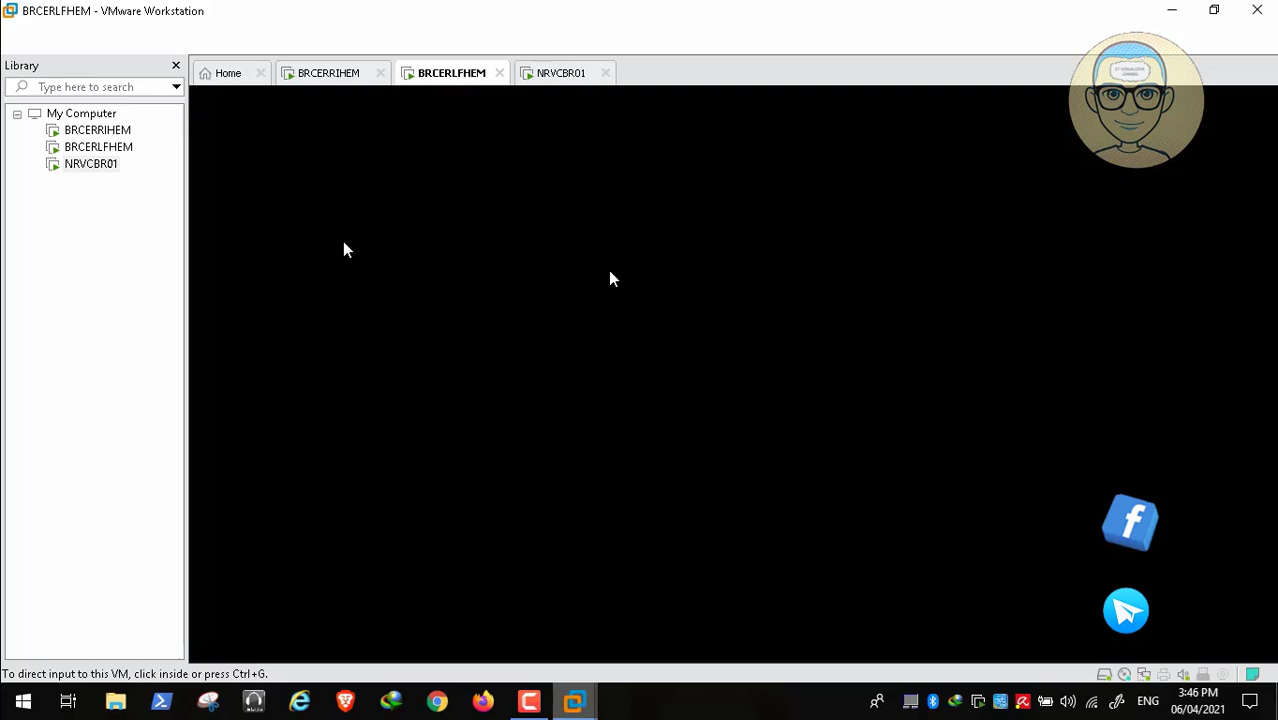 BRCERLFHEM - VMware Workstation
Library
Home
BRCERRIHEM
BRCERLFHEM
NRVCBR01
Type here to search
My Computer
BRCERRIHEM
BRCERLFHEM
NRVCBR01
To direct input to this VM, click inside or press Ctrl+G.
ENG
3:46 PM
06/04/2021